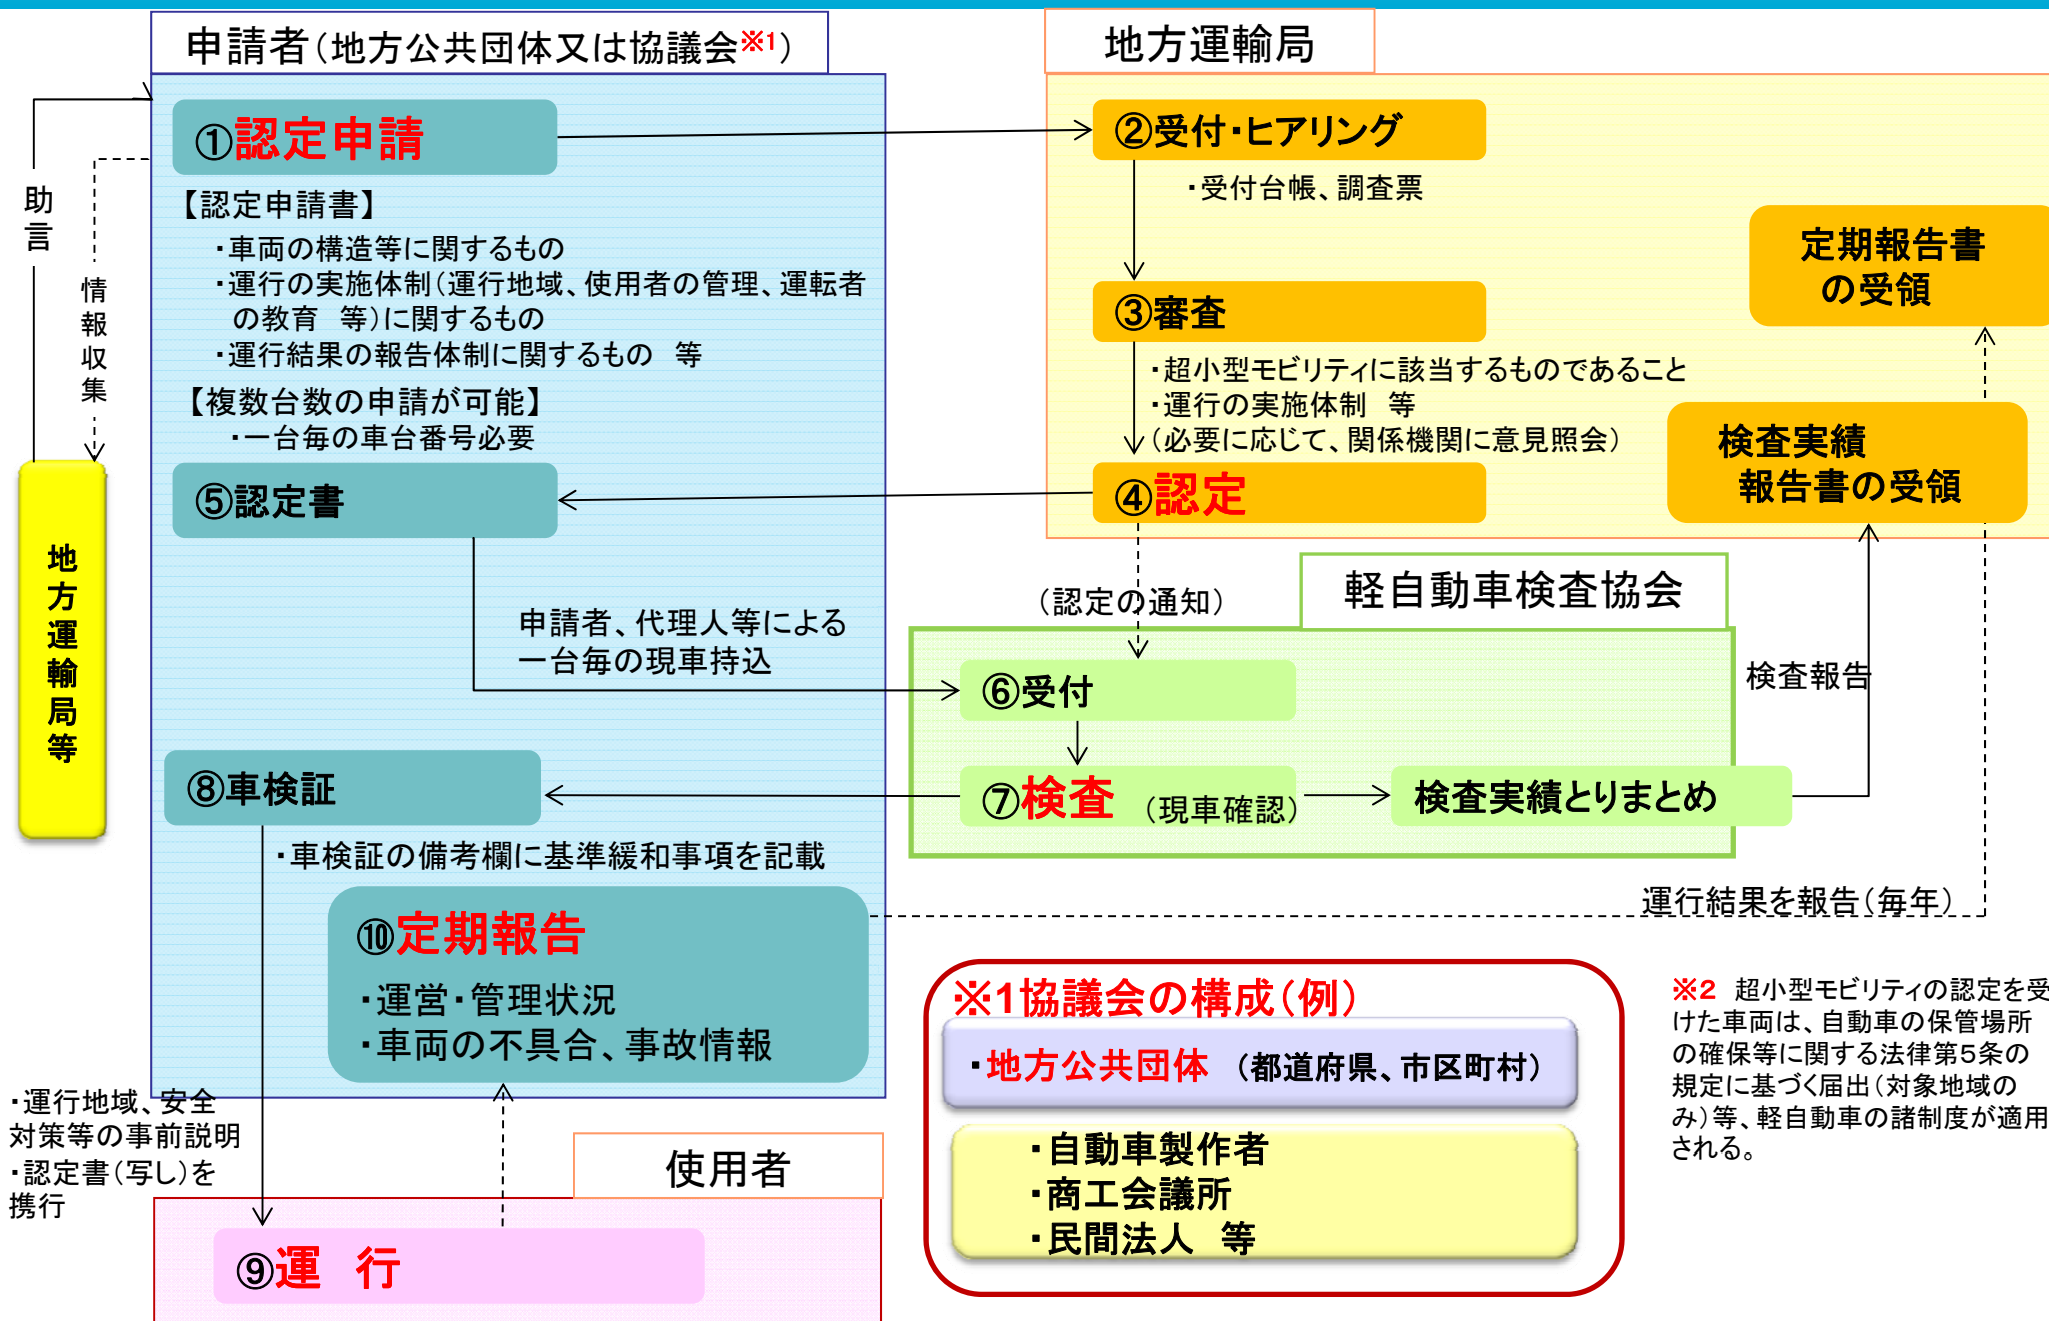 申請者(地方公共団体又は協議会※1)
①認定申請
【認定申請書】
・車両の構造等に関するもの
・運行の実施体制(運行地域、使用者の管理、運転者
の教育　等)に関するもの
・運行結果の報告体制に関するもの　等
【複数台数の申請が可能】
・一台毎の車台番号必要
⑤認定書
申請者、代理人等による
一台毎の現車持込
⑧車検証
・車検証の備考欄に基準緩和事項を記載
⑩定期報告
・運営・管理状況
・車両の不具合、事故情報
助言
情報収集
地方運輸局等
・運行地域、安全
対策等の事前説明
・認定書(写し)を
携行
使用者
⑨運　行
地方運輸局
②受付・ヒアリング
・受付台帳、調査票
③審査
・超小型モビリティに該当するものであること
・運行の実施体制　等
(必要に応じて、関係機関に意見照会)
④認定
定期報告書
の受領
検査実績
報告書の受領
(認定の通知)
軽自動車検査協会
⑥受付
⑦検査 (現車確認)
検査実績とりまとめ
検査報告
運行結果を報告(毎年)
※1協議会の構成(例)
・地方公共団体 (都道府県、市区町村)
・自動車製作者
・商工会議所
・民間法人　等
※2　超小型モビリティの認定を受
けた車両は、自動車の保管場所
の確保等に関する法律第5条の
規定に基づく届出(対象地域の
み)等、軽自動車の諸制度が適用
される。